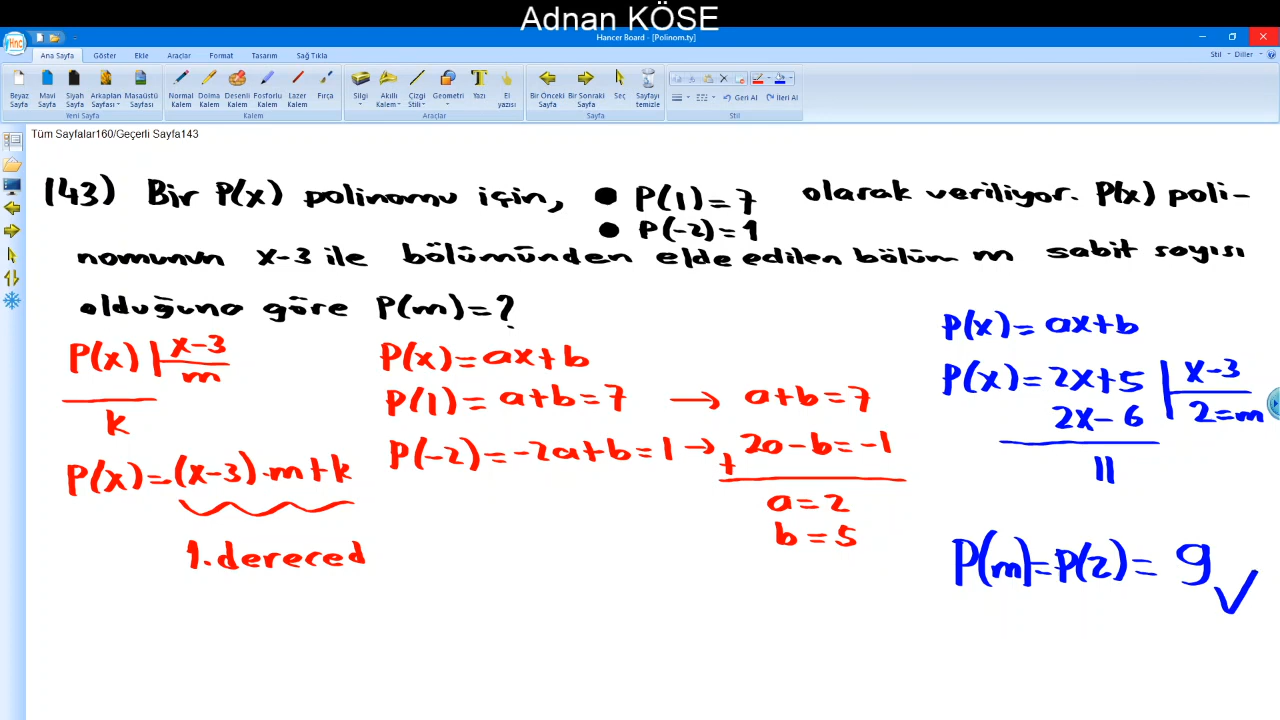 Adnan KÖSE
Hancer Board - [Polinom.ty]
Ana Sayfa Göster Ekle Araçlar Format Tasarım Sağ Tıkla Stil Diller
Beyaz Sayfa Mavi Sayfa Siyah Sayfa Arkaplan Sayfası Masaüstü Sayfası Normal Kalem Dolma Kalem Desenli Kalem Fosforlu Kalem Lazer Kalem Fırça Silgi Akıllı Kalem Çizgi Stili Geometri Yazı El yazısı Bir Önceki Sayfa Bir Sonraki Sayfa Seç Sayfayı temizle Geri Al İleri Al
Yeni Sayfa Kalem Araçlar Sayfa Stil
Tüm Sayfalar160/Geçerli Sayfa143
143) Bir P(x) polinomu için, • P(1)=7 olarak veriliyor. P(x) poli-
• P(-2)=1
nomunun x-3 ile bölümünden elde edilen bölüm m sabit sayısı
olduğuna göre P(m)=?
P(x) | x-3
m
k
P(x)=(x-3).m+k
1.dereced
P(x)=ax+b
P(1)=a+b=7 → a+b=7
P(-2)=-2a+b=1 → 2a-b=-1
+
a=2
b=5
P(x)=ax+b
P(x)=2x+5 | x-3
2x-6 2=m
11
P(m)=P(2)=9